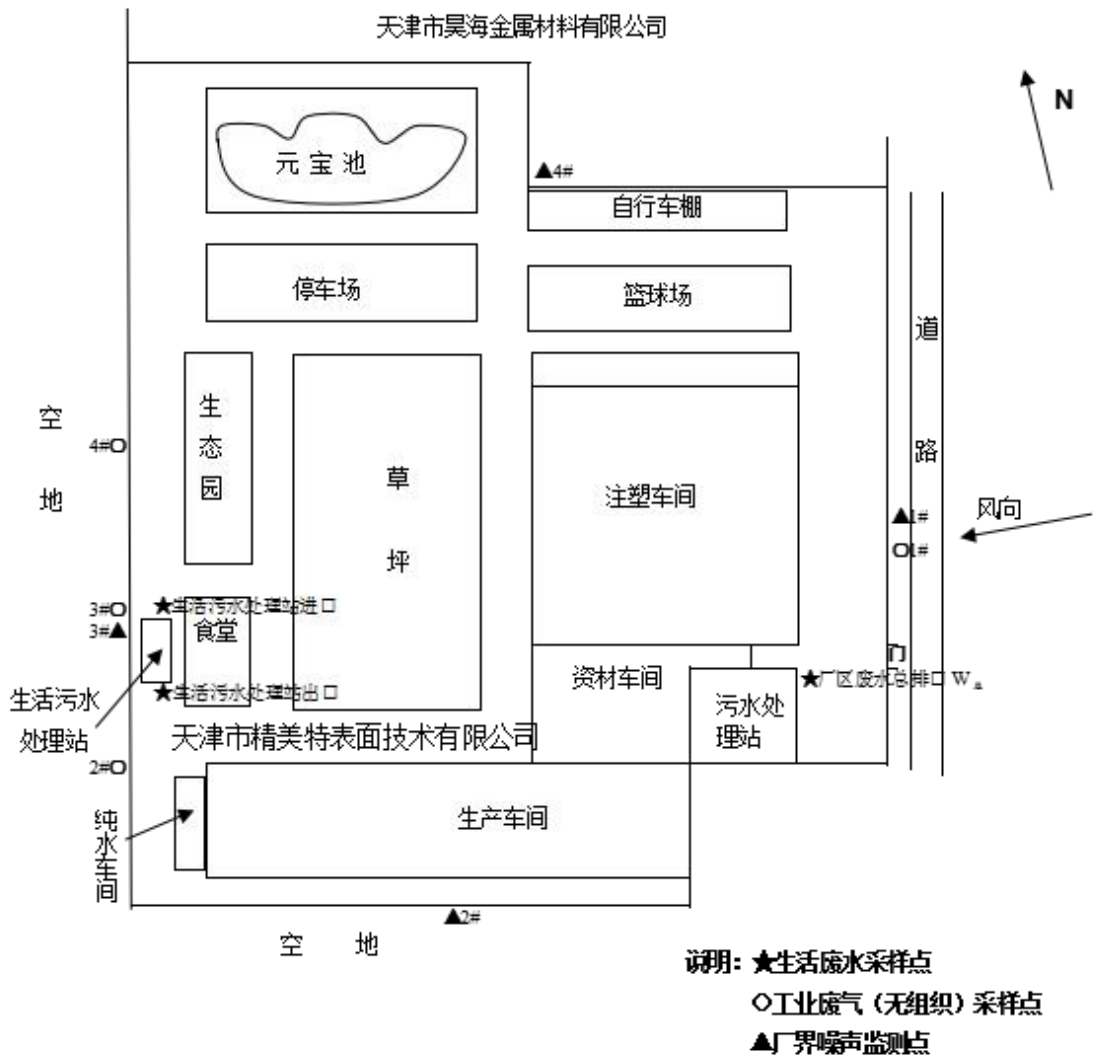 天津市昊海金属材料有限公司
N
元宝池
▲4#
自行车棚
停车场
篮球场
道路
生态园
草坪
注塑车间
空地
4#○
▲1#
○1#
风向
3#○
3#▲
★生活污水处理站进口
食堂
★生活污水处理站出口
生活污水
处理站
资材车间
门
★厂区废水总排口 W
污水处
理站
天津市精美特表面技术有限公司
2#○
纯水车间
生产车间
▲2#
空 地
说明：★生活废水采样点
○工业废气（无组织）采样点
▲厂界噪声监测点